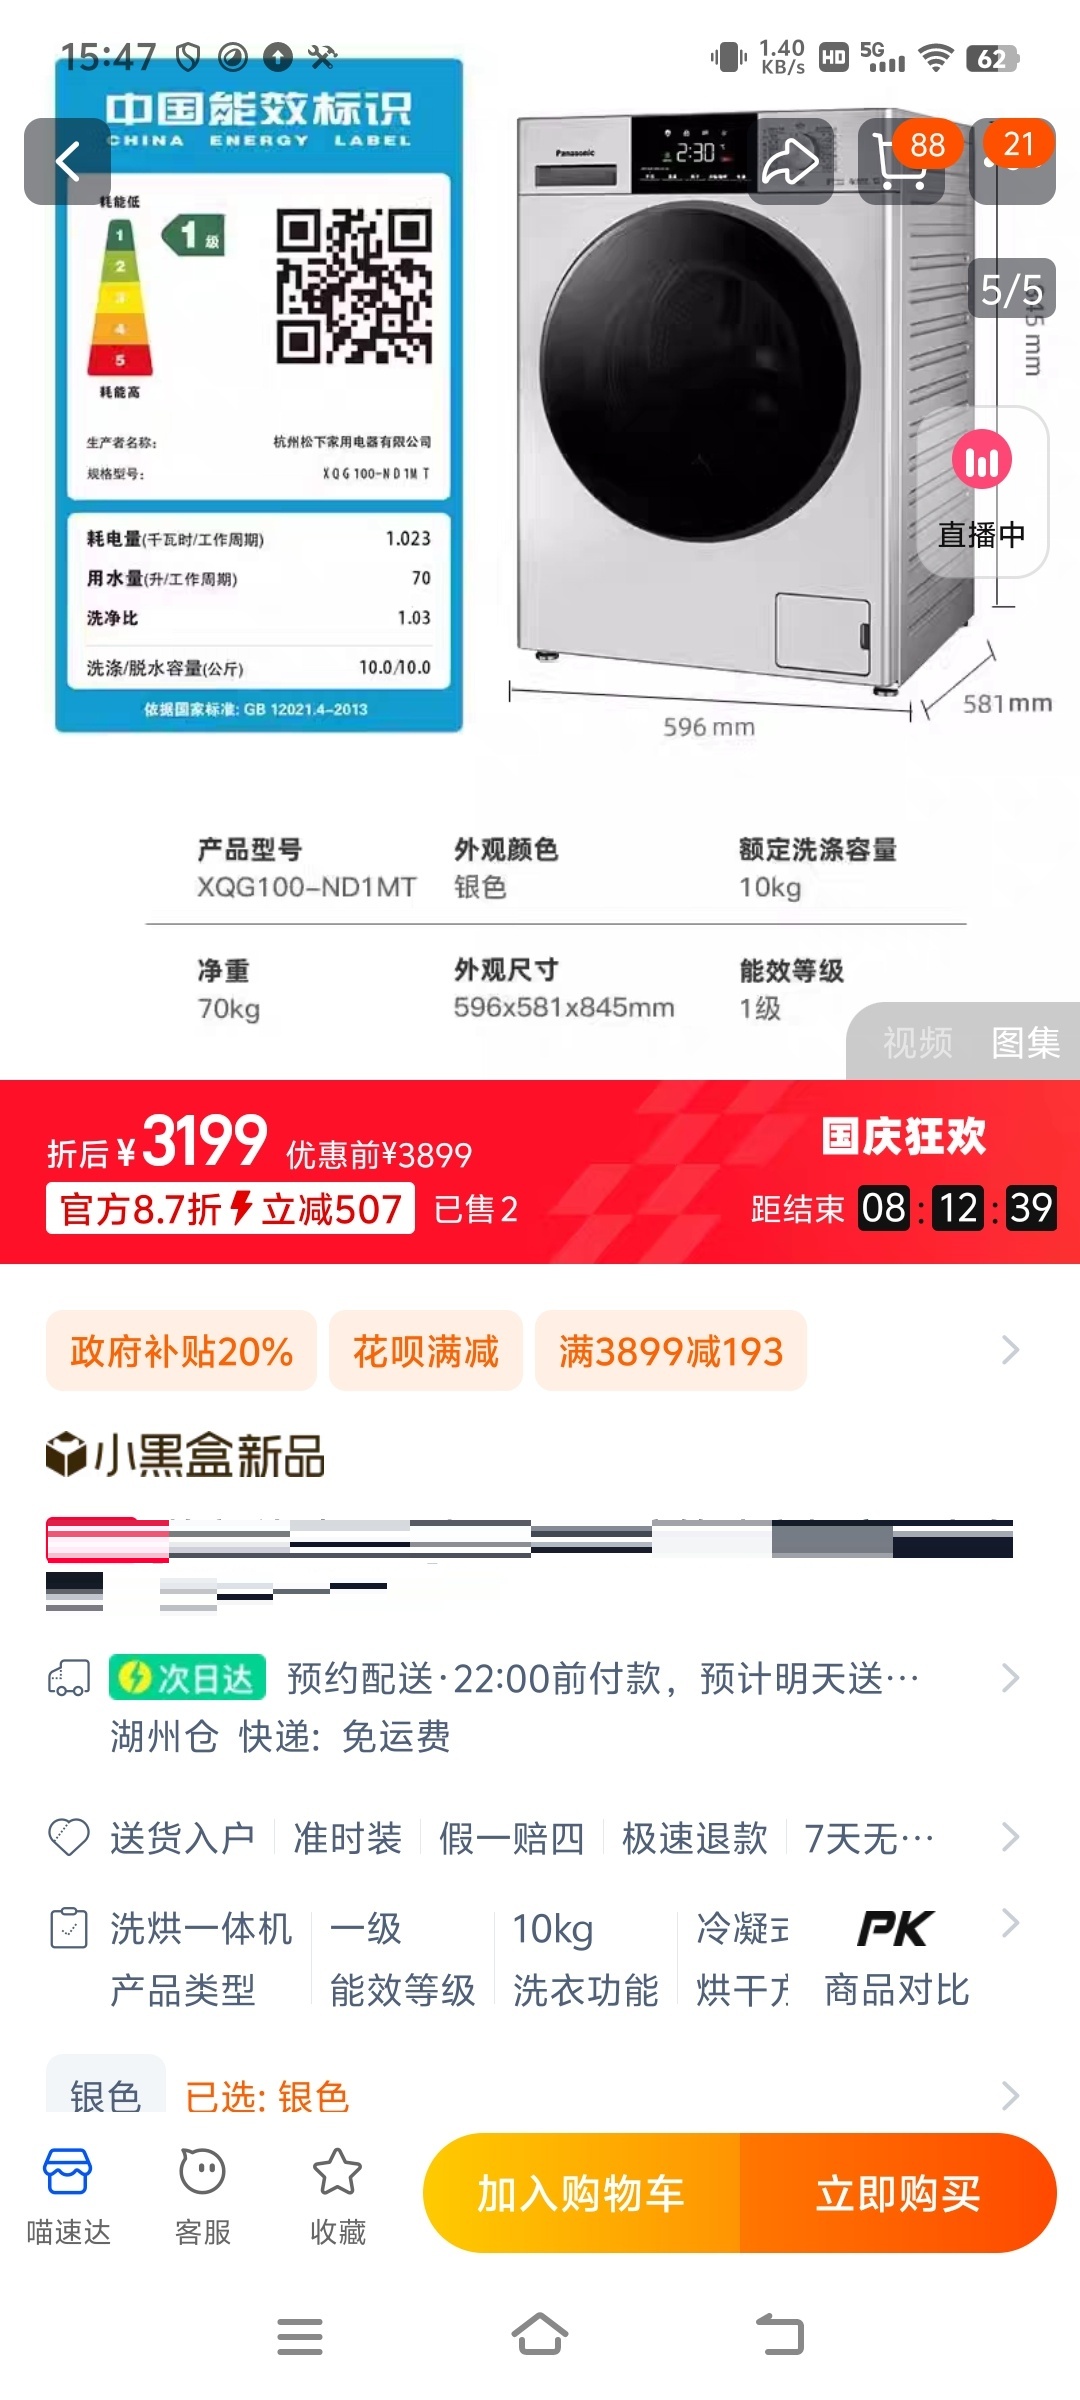 15:47
1.40 KB/s HD 5G 62
中国能效标识
CHINA ENERGY LABEL
耗能低
1
2
3
4
5
耗能高
1级
生产者名称: 杭州松下家用电器有限公司
规格型号: XQG100-ND1MT
耗电量(千瓦时/工作周期) 1.023
用水量(升/工作周期) 70
洗净比 1.03
洗涤/脱水容量(公斤) 10.0/10.0
依据国家标准: GB 12021.4-2013
Panasonic
2:30
88
21
5/5
直播中
596 mm
581mm
产品型号 外观颜色 额定洗涤容量
XQG100-ND1MT 银色 10kg
净重 外观尺寸 能效等级
70kg 596x581x845mm 1级
视频 图集
折后¥3199 优惠前¥3899
国庆狂欢
官方8.7折 立减507 已售2
距结束 08:12:39
政府补贴20% 花呗满减 满3899减193
小黑盒新品
次日达 预约配送·22:00前付款，预计明天送…
湖州仓 快递: 免运费
送货入户 准时装 假一赔四 极速退款 7天无…
洗烘一体机 一级 10kg 冷凝 PK
产品类型 能效等级 洗衣功能 烘干 商品对比
银色 已选: 银色
喵速达 客服 收藏
加入购物车 立即购买